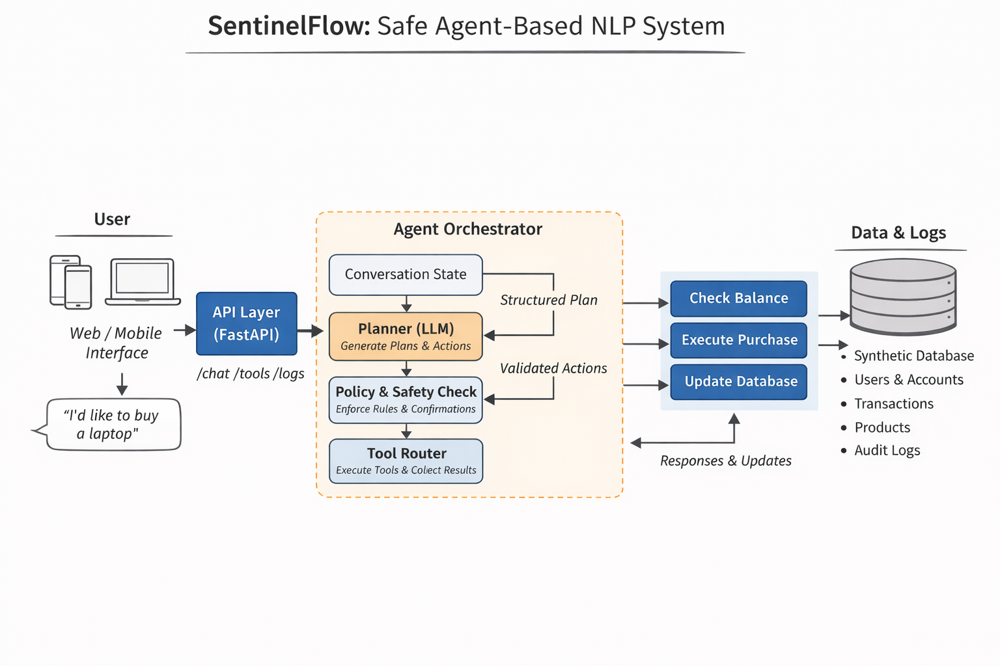 SentinelFlow: Safe Agent-Based NLP System
User
Web / Mobile
Interface
“I'd like to buy
a laptop"
API Layer
(FastAPI)
/chat /tools /logs
Agent Orchestrator
Conversation State
Structured Plan
Planner (LLM)
Generate Plans & Actions
Validated Actions
Policy & Safety Check
Enforce Rules & Confirmations
Tool Router
Execute Tools & Colect Results
Check Balance
Execute Purchase
Update Database
Responses & Updates
Data & Logs
• Synthetic Database
• Users & Accounts
• Transactions
• Products
• Audit Logs